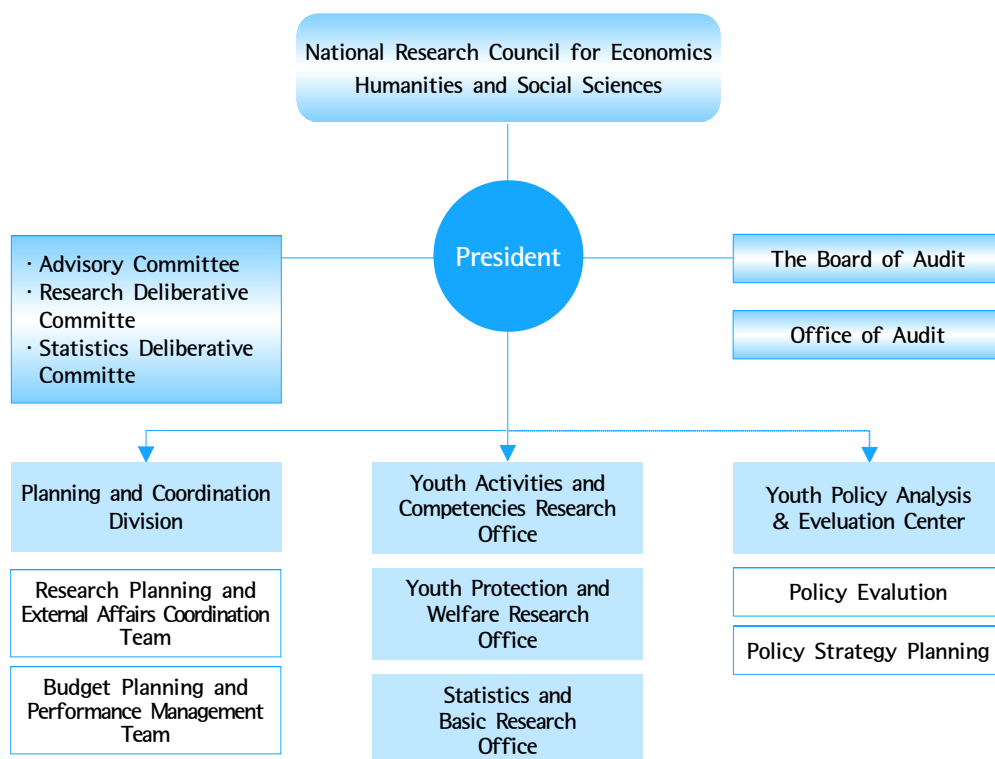 National Research Council for Economics
Humanities and Social Sciences
President
· Advisory Committee
· Research Deliberative
Committe
· Statistics Deliberative
Committe
The Board of Audit
Office of Audit
Planning and Coordination
Division
Research Planning and
External Affairs Coordination
Team
Budget Planning and
Performance Management
Team
Youth Activities and
Competencies Research
Office
Youth Protection and
Welfare Research
Office
Statistics and
Basic Research
Office
Youth Policy Analysis
& Eveluation Center
Policy Evalution
Policy Strategy Planning